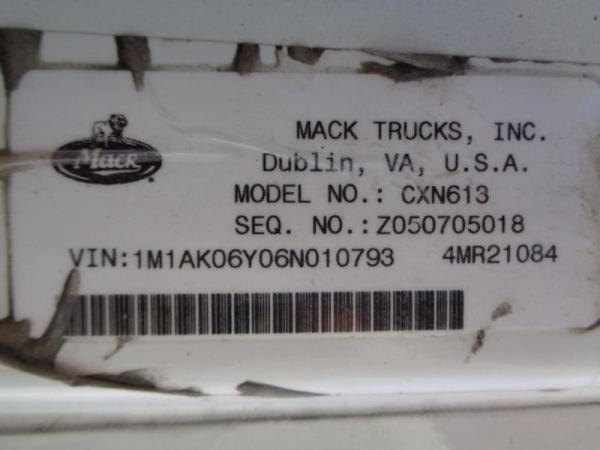 Mack
MACK TRUCKS, INC.
Dublin, VA, U.S.A.
MODEL NO.: CXN613
SEQ. NO.: Z050705018
VIN:1M1AK06Y06N010793 4MR21084